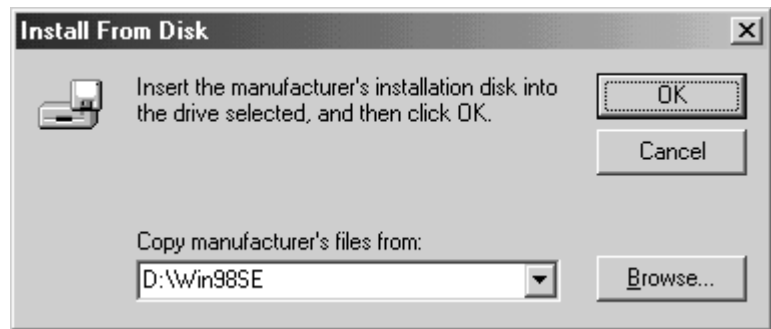 Install From Disk
Insert the manufacturer's installation disk into
the drive selected, and then click OK.
OK
Cancel
Copy manufacturer's files from:
D:\Win98SE
Browse...